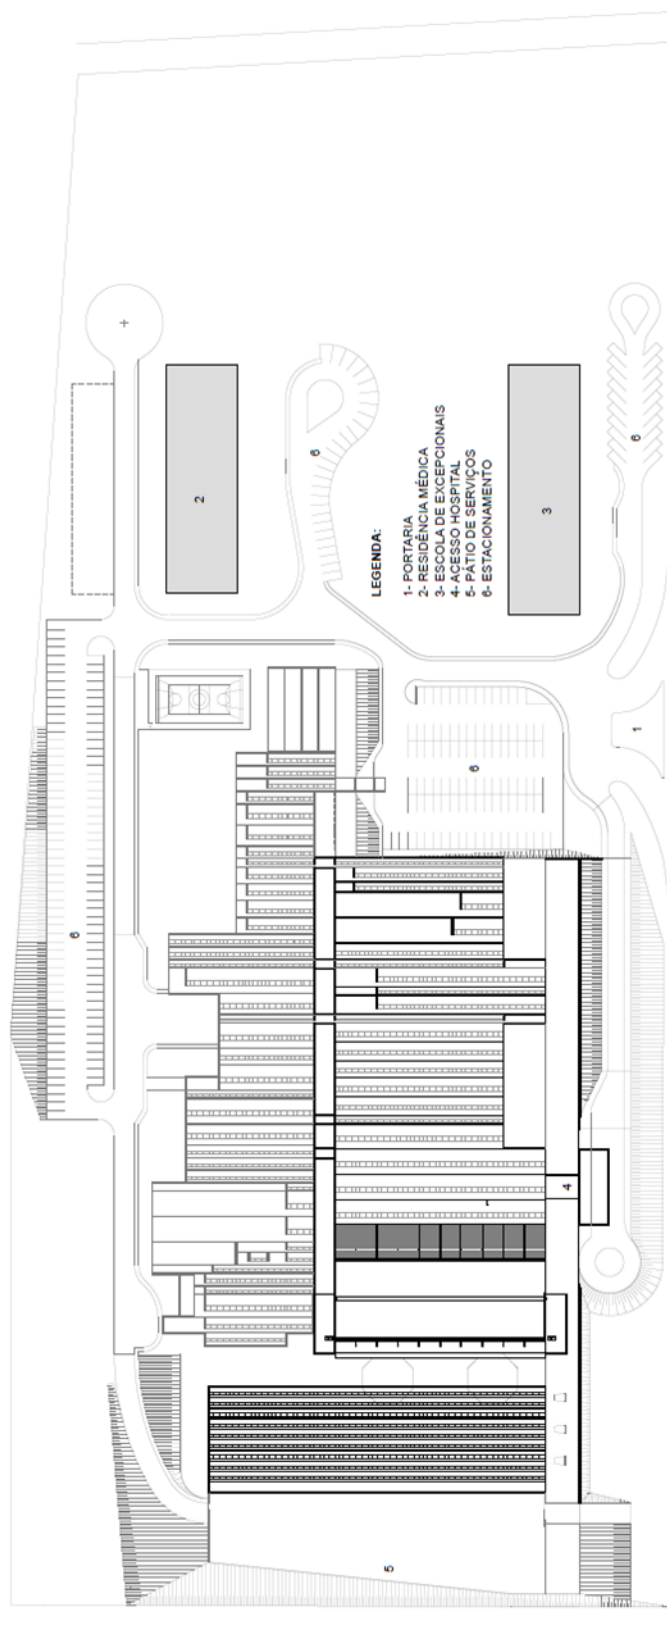 LEGENDA:
1- PORTARIA
2- RESIDÊNCIA MÉDICA
3- ESCOLA DE EXCEPCIONAIS
4- ACESSO HOSPITAL
5- PÁTIO DE SERVIÇOS
6- ESTACIONAMENTO
2
6
3
6
6
1
6
4
5